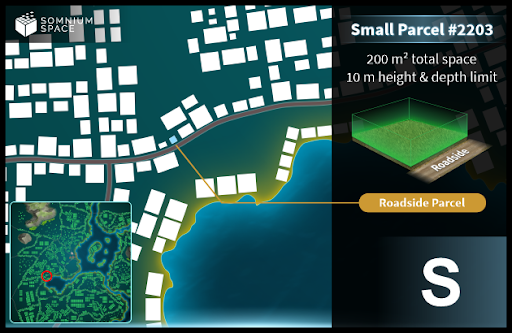 SOMNIUM
SPACE
Small Parcel #2203
200 m² total space
10 m height & depth limit
Roadside
Roadside Parcel
S